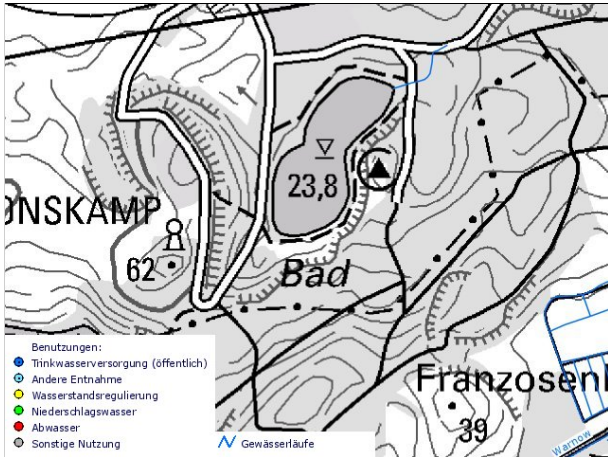 23,8
ONSKAMP
62
Bad
Franzosen
39
Warnow
Benutzungen:
Trinkwasserversorgung (öffentlich)
Andere Entnahme
Wasserstandsregulierung
Niederschlagswasser
Abwasser
Sonstige Nutzung
Gewässerläufe